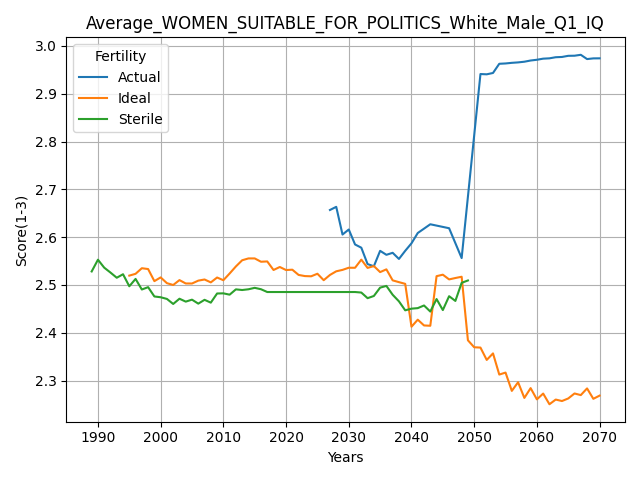 Average_WOMEN_SUITABLE_FOR_POLITICS_White_Male_Q1_IQ
Fertility
Actual
Ideal
Sterile
Score(1-3)
3.0
2.9
2.8
2.7
2.6
2.5
2.4
2.3
1990 2000 2010 2020 2030 2040 2050 2060 2070
Years